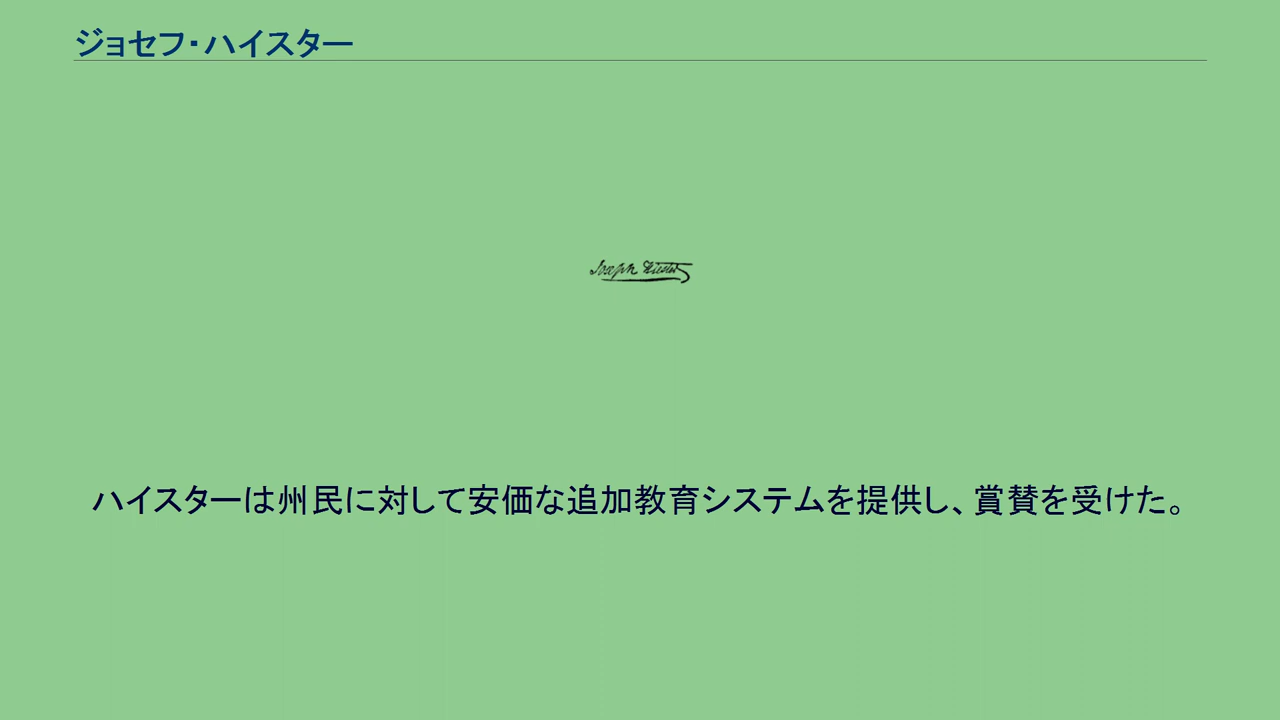 ジョセフ・ハイスター
Joseph Hiester
ハイスターは州民に対して安価な追加教育システムを提供し、賞賛を受けた。